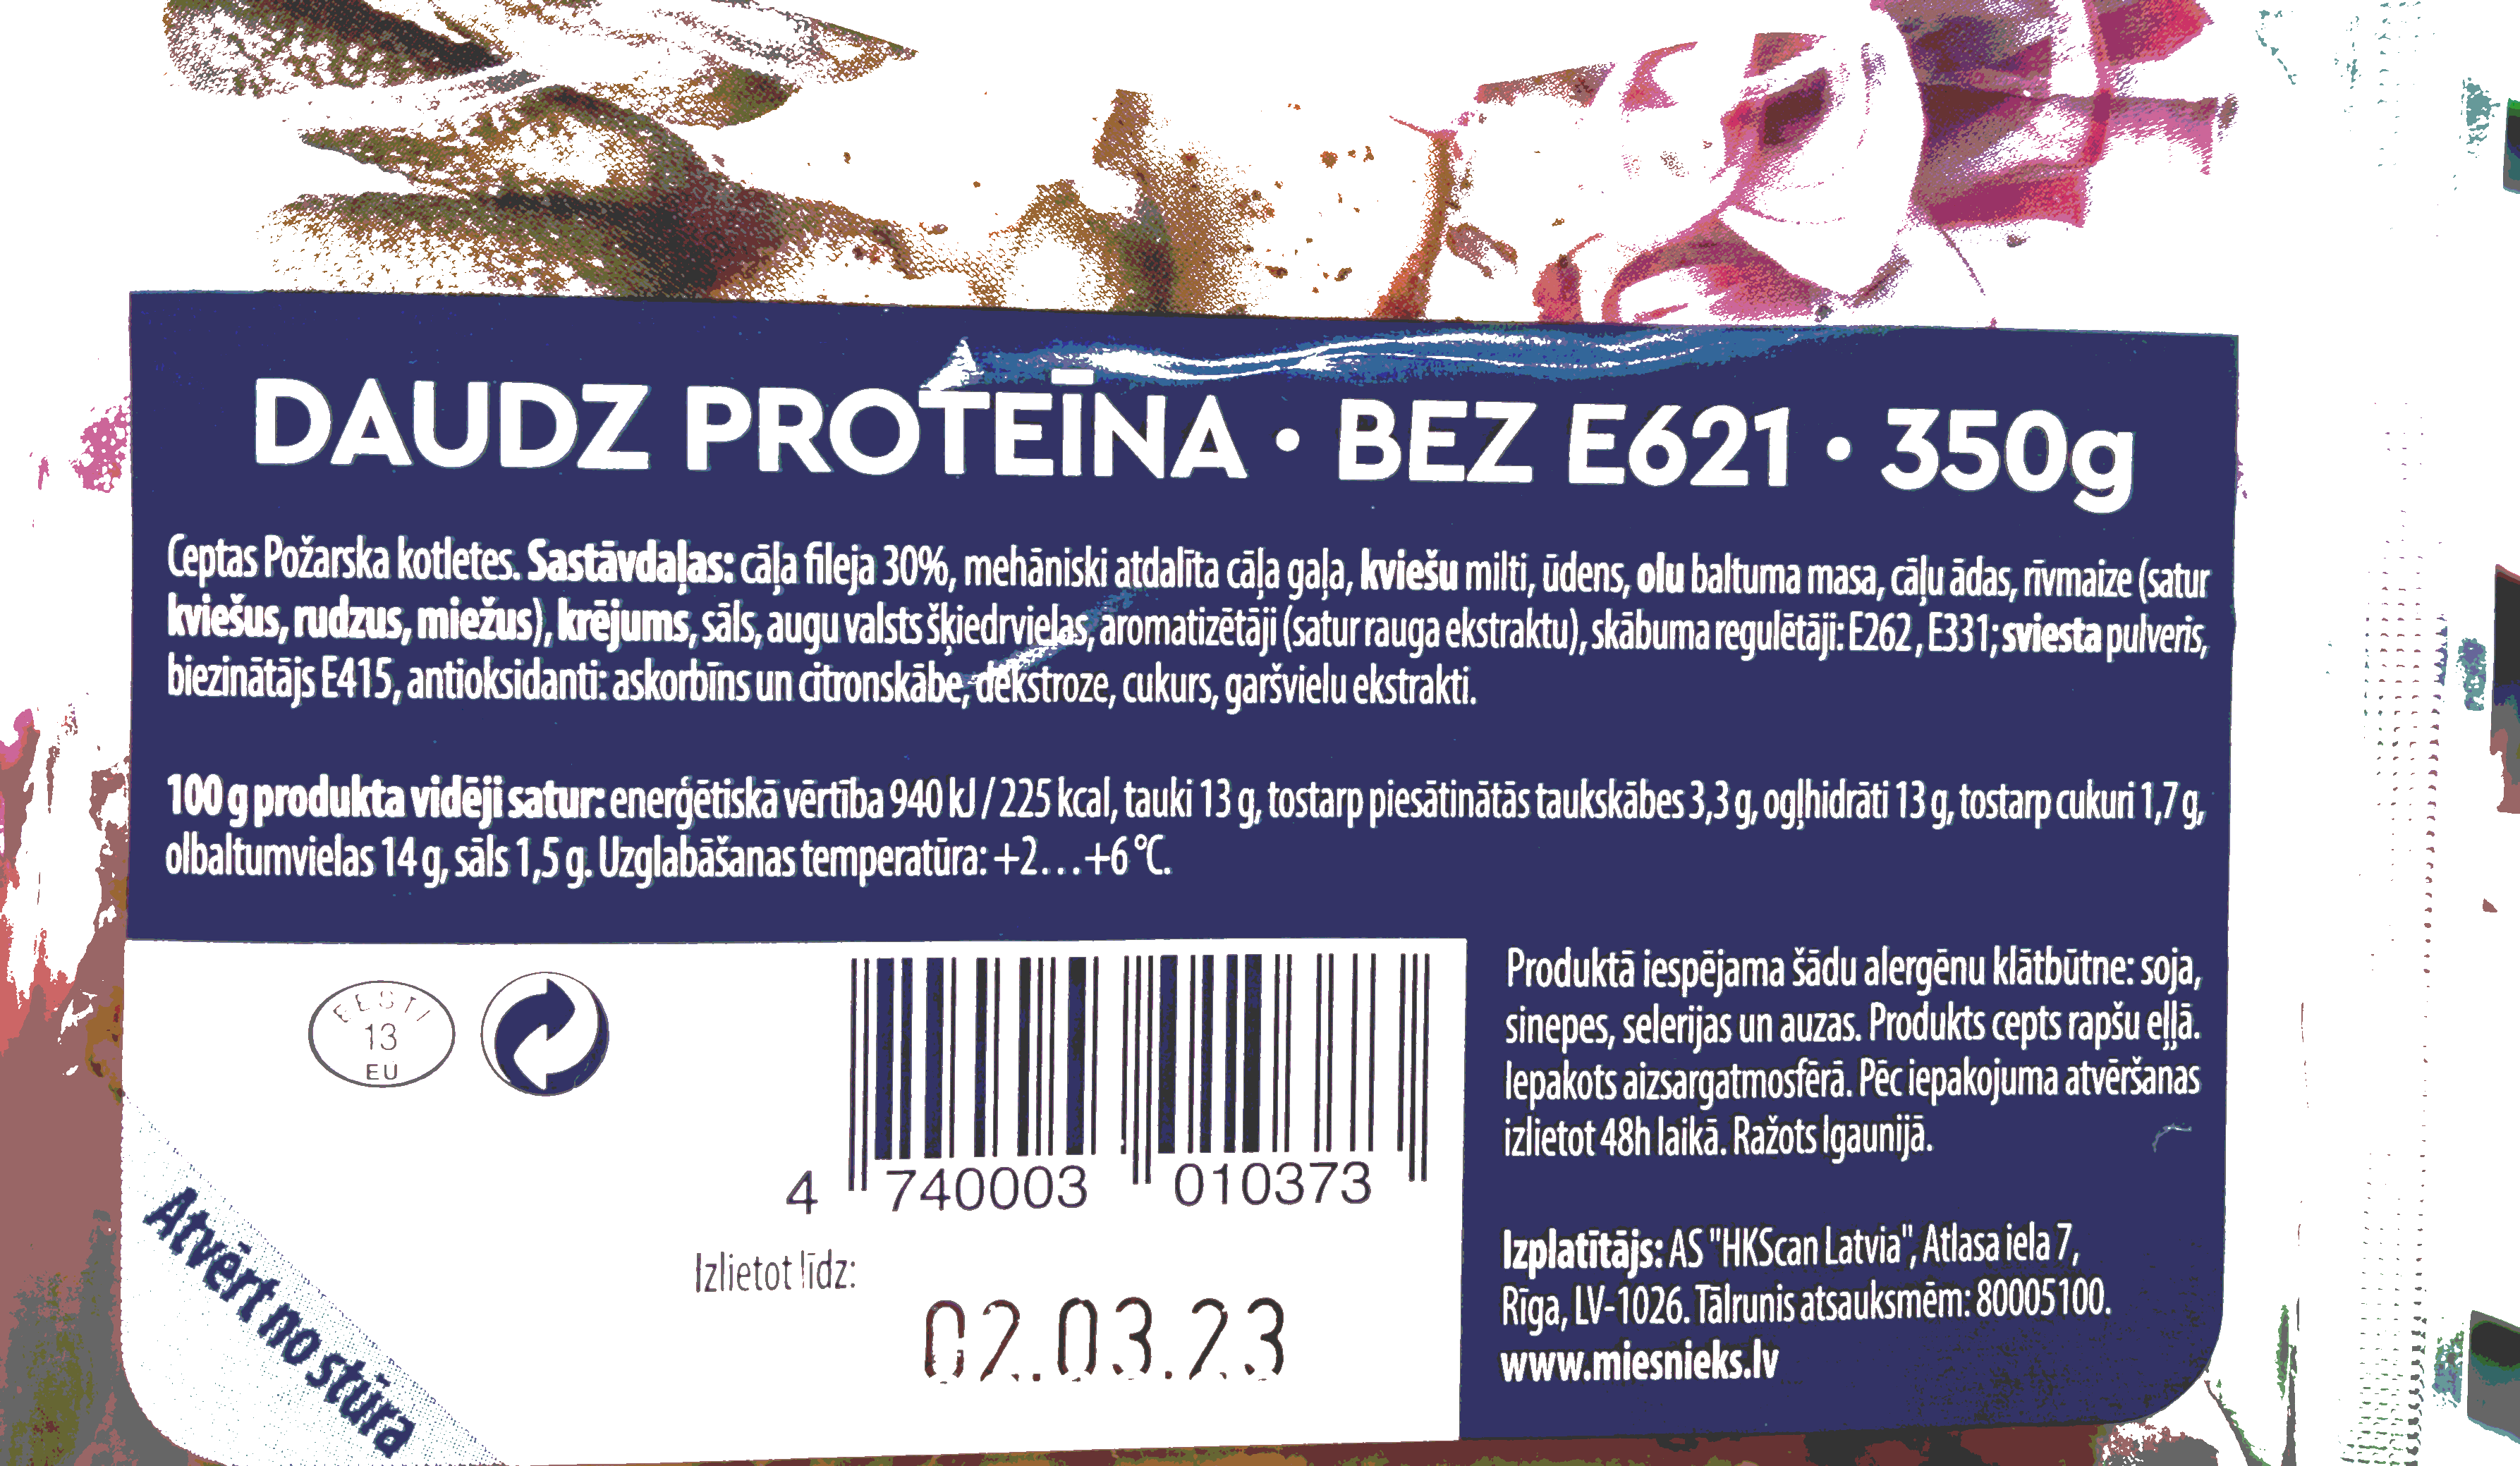 DAUDZ PROTEĪNA • BEZ E621 • 350g
Ceptas Požarska kotletes. Sastāvdaļas: cāļa fileja 30%, mehāniski atdalīta cāļa gaļa, kviešu milti, ūdens, olu baltuma masa, cāļu ādas, rīvmaize (satur
kviešus, rudzus, miežus), krējums, sāls, augu valsts šķiedrvielas, aromatizētāji (satur rauga ekstraktu), skābuma regulētāji: E262, E331; sviesta pulveris,
biezinātājs E415, antioksidanti: askorbīns un citronskābe, dekstroze, cukurs, garšvielu ekstrakti.
100 g produkta vidēji satur: enerģētiskā vērtība 940 kJ / 225 kcal, tauki 13 g, tostarp piesātinātās taukskābes 3,3 g, ogļhidrāti 13 g, tostarp cukuri 1,7 g,
olbaltumvielas 14 g, sāls 1,5 g. Uzglabāšanas temperatūra: +2...+6 °C.
EESTI
13
EU
4 740003 010373
Izlietot līdz:
02.03.23
Atvērt no stūra
Produktā iespējama šādu alergēnu klātbūtne: soja,
sinepes, selerijas un auzas. Produkts cepts rapšu eļļā.
Iepakots aizsargatmosfērā. Pēc iepakojuma atvēršanas
izlietot 48h laikā. Ražots Igaunijā.
Izplatītājs: AS "HKScan Latvia", Atlasa iela 7,
Rīga, LV-1026. Tālrunis atsauksmēm: 80005100.
www.miesnieks.lv